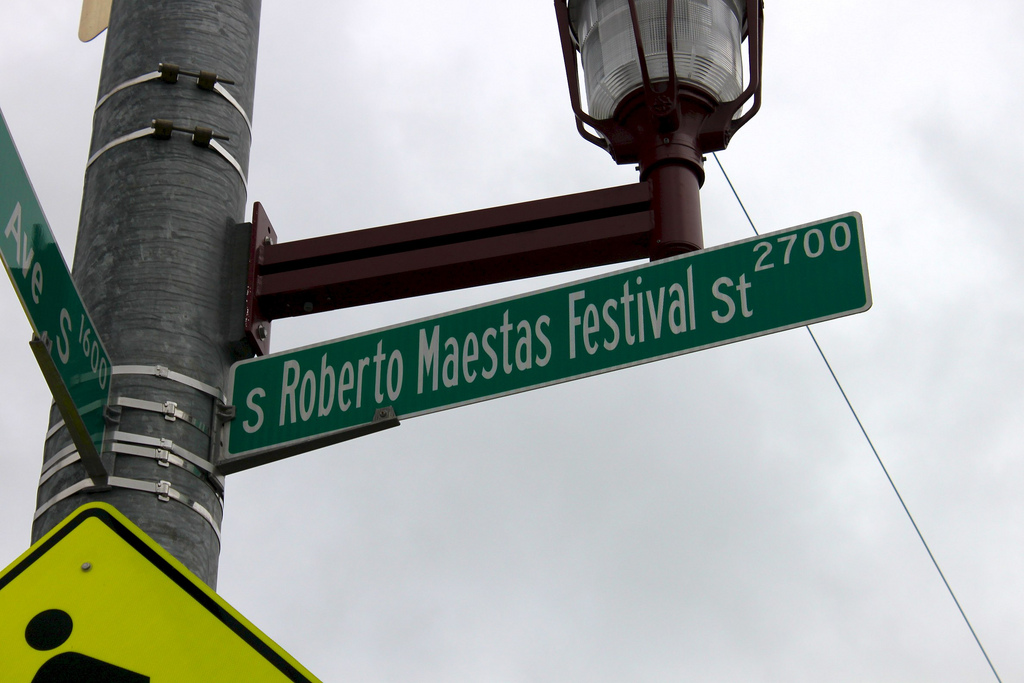 Ave S 1600
S Roberto Maestas Festival St 2700